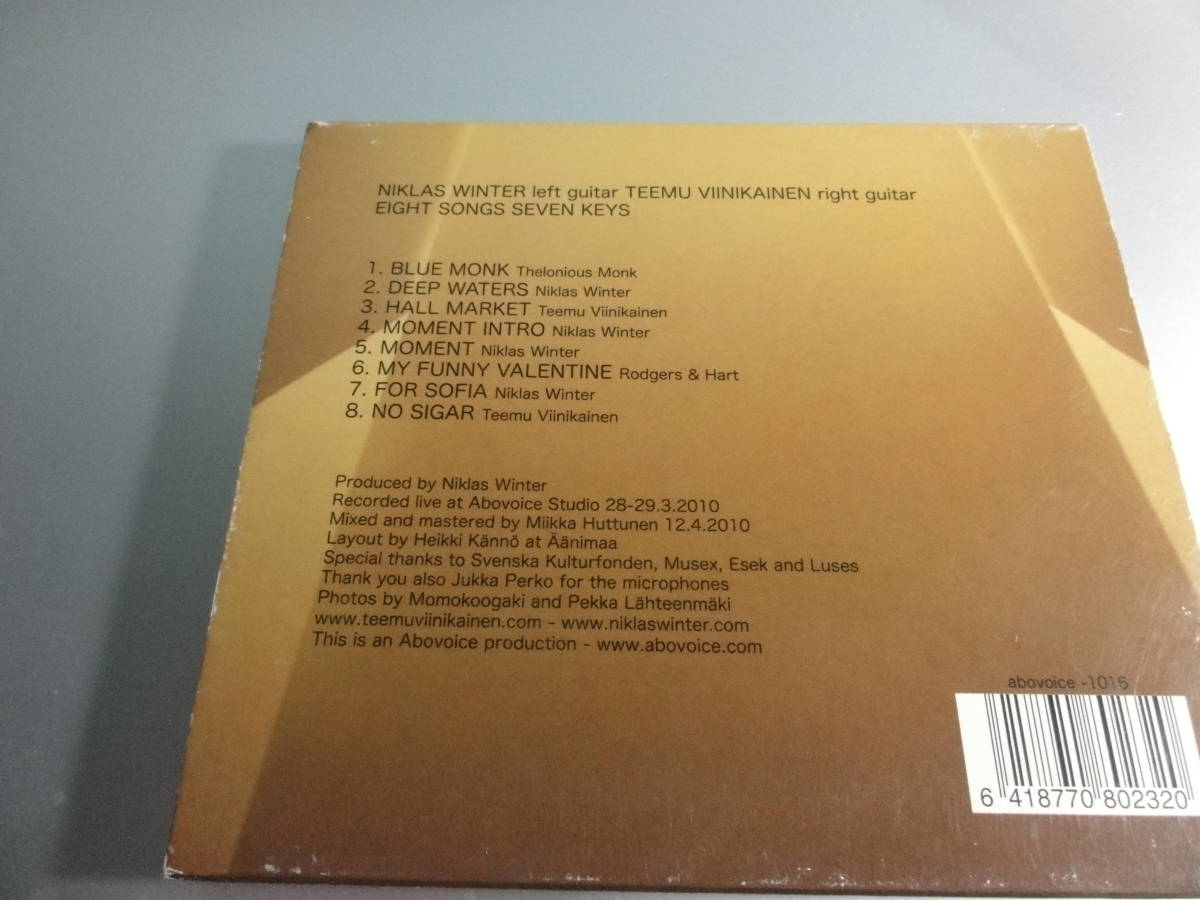 NIKLAS WINTER left guitar TEEMU VIINIKAINEN right guitar
EIGHT SONGS SEVEN KEYS
1. BLUE MONK Thelonious Monk
2. DEEP WATERS Niklas Winter
3. HALL MARKET Teemu Viinikainen
4. MOMENT INTRO Niklas Winter
5. MOMENT Niklas Winter
6. MY FUNNY VALENTINE Rodgers & Hart
7. FOR SOFIA Niklas Winter
8. NO SIGAR Teemu Viinikainen
Produced by Niklas Winter
Recorded live at Abovoice Studio 28-29.3.2010
Mixed and mastered by Miikka Huttunen 12.4.2010
Layout by Heikki Kännö at Äänimaa
Special thanks to Svenska Kulturfonden, Musex, Esek and Luses
Thank you also Jukka Perko for the microphones
Photos by Momokoogaki and Pekka Lähteenmäki
www.teemuviinikainen.com - www.niklaswinter.com
This is an Abovoice production - www.abovoice.com
abovoice -1016
6 418770 802320